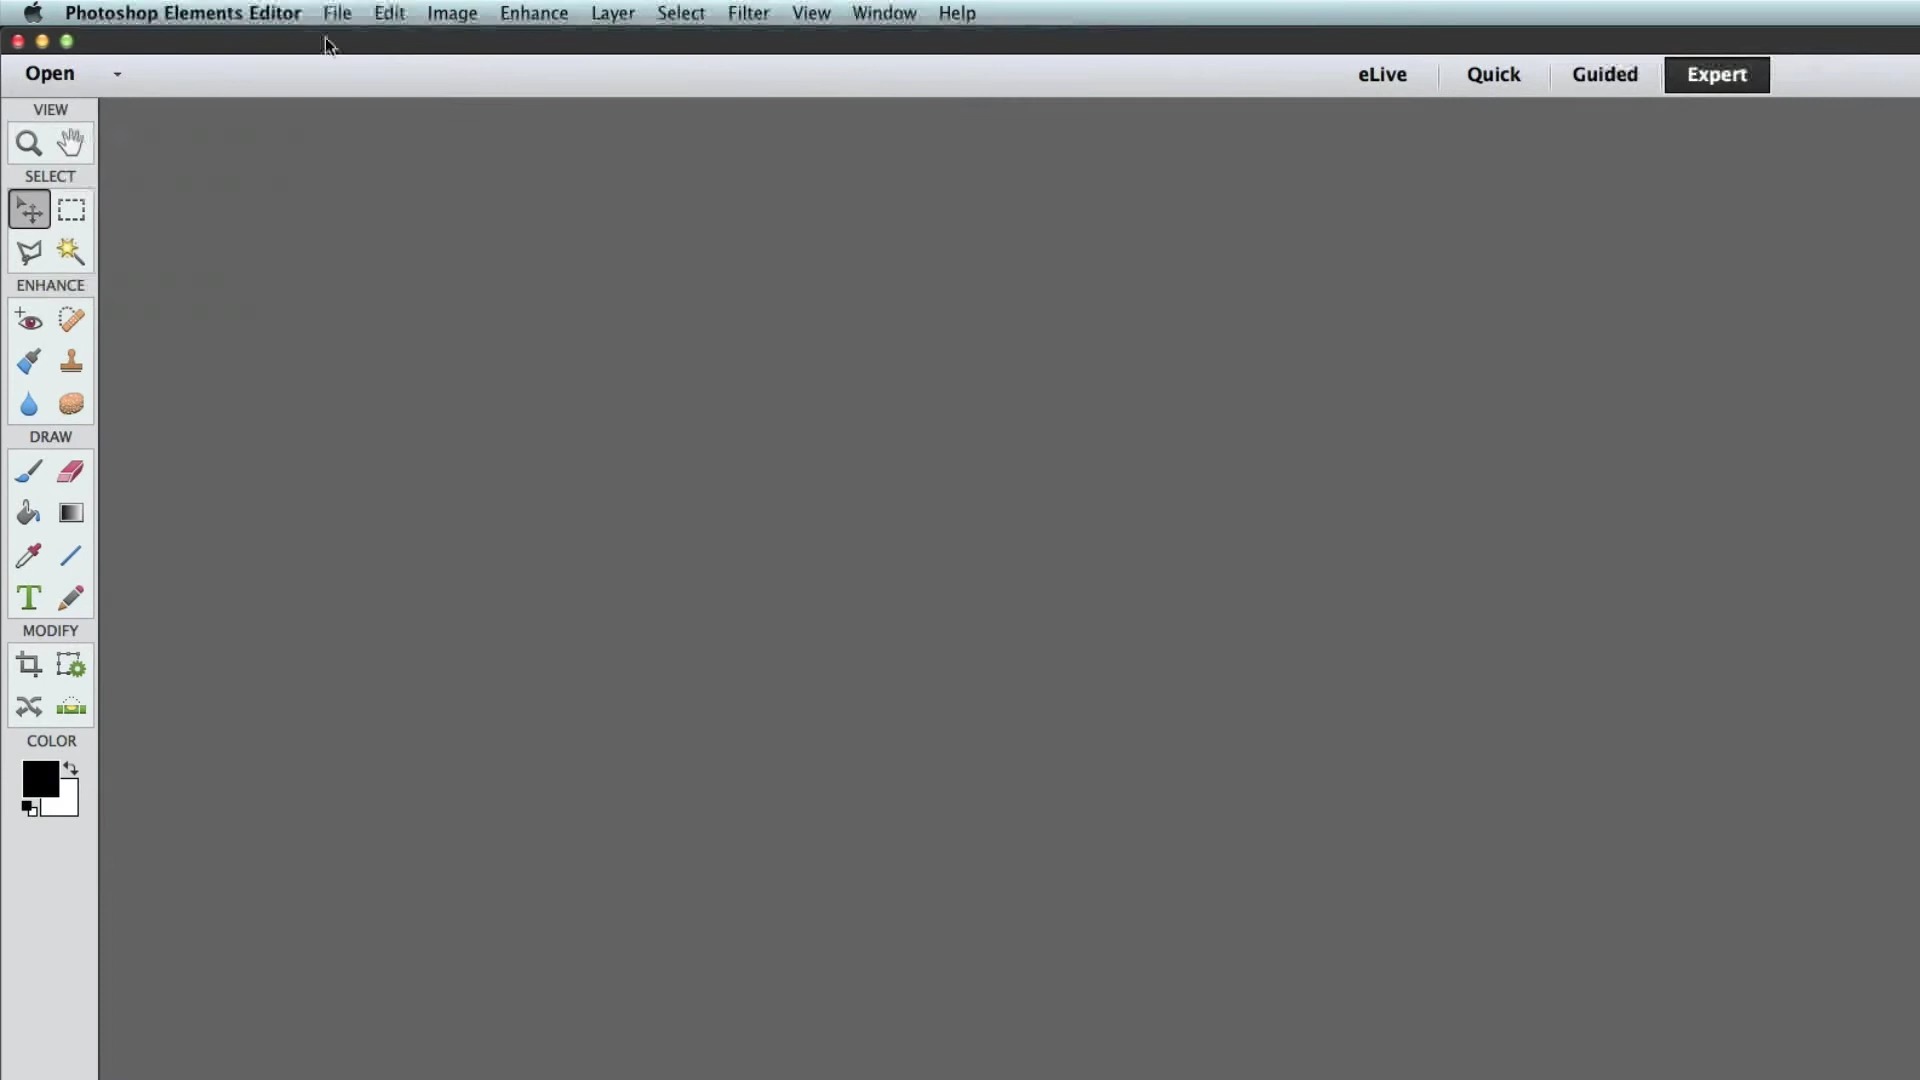 Photoshop Elements Editor File Edit Image Enhance Layer Select Filter View Window Help
Open eLive Quick Guided Expert
VIEW
SELECT
ENHANCE
DRAW
T
MODIFY
COLOR